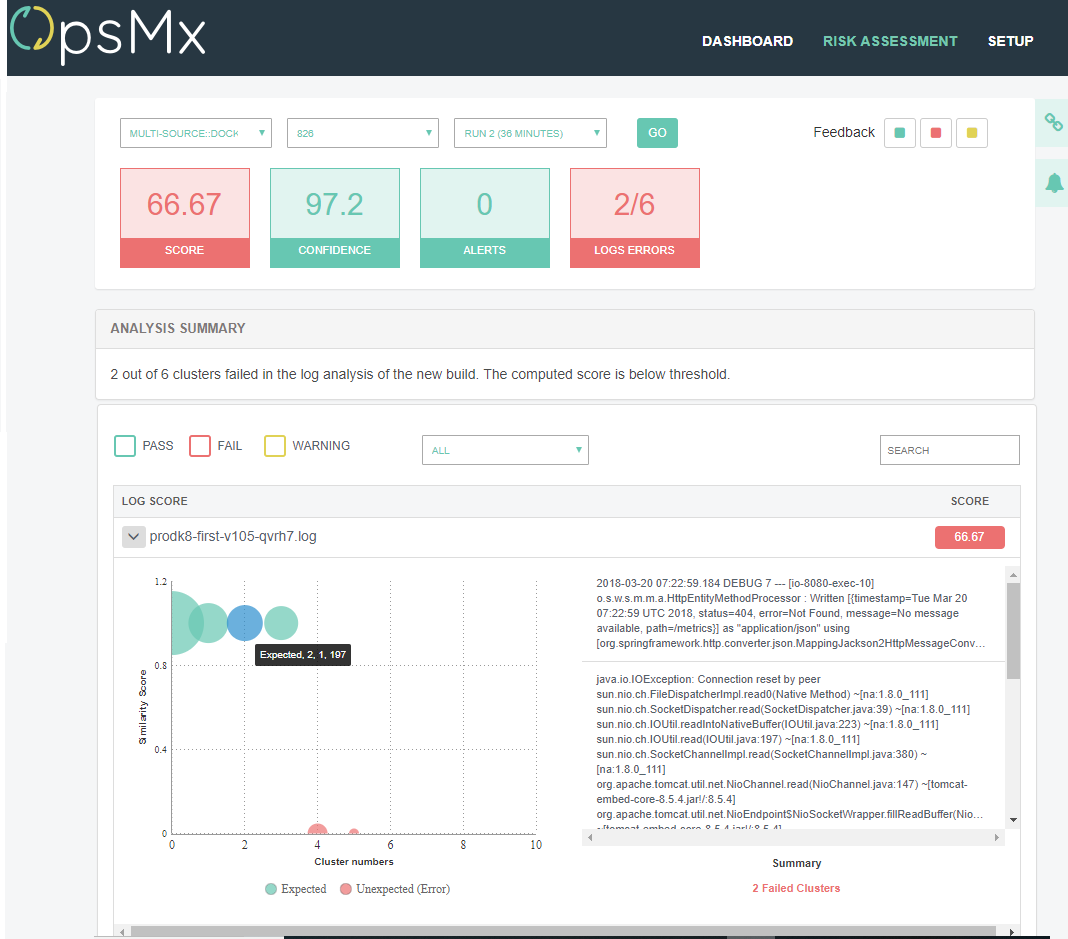 OpsMx
DASHBOARD RISK ASSESSMENT SETUP
MULTI-SOURCE::DOCK 826 RUN 2 (36 MINUTES) GO Feedback
66.67 97.2 0 2/6
SCORE CONFIDENCE ALERTS LOGS ERRORS
ANALYSIS SUMMARY
2 out of 6 clusters failed in the log analysis of the new build. The computed score is below threshold.
PASS FAIL WARNING ALL SEARCH
LOG SCORE SCORE
prodk8-first-v105-qvrh7.log 66.67
1.2
0.8
0.4
0
Similarity Score
Expected, 2, 1, 197
0 2 4 6 8 10
Cluster numbers
Expected Unexpected (Error)
2018-03-20 07:22:59.184 DEBUG 7 --- [io-8080-exec-10]
o.s.w.s.m.m.a.HttpEntityMethodProcessor : Written [{timestamp=Tue Mar 20
07:22:59 UTC 2018, status=404, error=Not Found, message=No message
available, path=/metrics}] as "application/json" using
[org.springframework.http.converter.json.MappingJackson2HttpMessageConv...
java.io.IOException: Connection reset by peer
sun.nio.ch.FileDispatcherImpl.read0(Native Method) ~[na:1.8.0_111]
sun.nio.ch.SocketDispatcher.read(SocketDispatcher.java:39) ~[na:1.8.0_111]
sun.nio.ch.IOUtil.readIntoNativeBuffer(IOUtil.java:223) ~[na:1.8.0_111]
sun.nio.ch.IOUtil.read(IOUtil.java:197) ~[na:1.8.0_111]
sun.nio.ch.SocketChannelImpl.read(SocketChannelImpl.java:380) ~
[na:1.8.0_111]
org.apache.tomcat.util.net.NioChannel.read(NioChannel.java:147) ~[tomcat-
embed-core-8.5.4.jar!/:8.5.4]
org.apache.tomcat.util.net.NioEndpoint$NioSocketWrapper.fillReadBuffer(Nio...
~[tomcat-embed-core-8.5.4.jar!/:8.5.4]
Summary
2 Failed Clusters